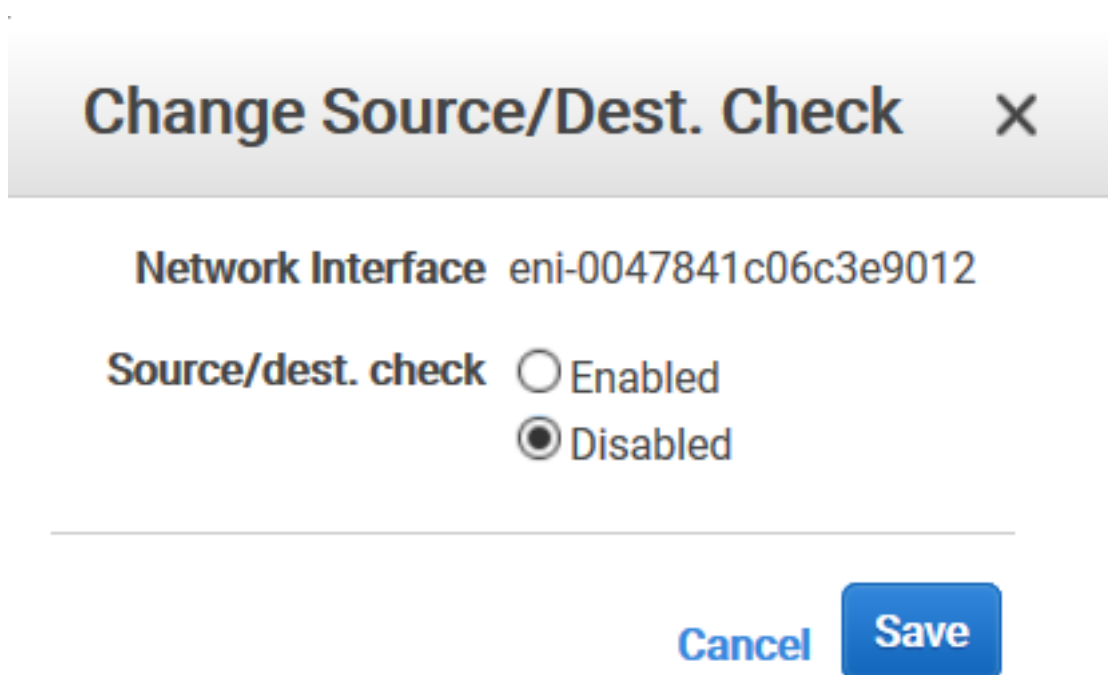 Change Source/Dest. Check
Network Interface eni-0047841c06c3e9012
Source/dest. check Enabled
Disabled
Cancel Save